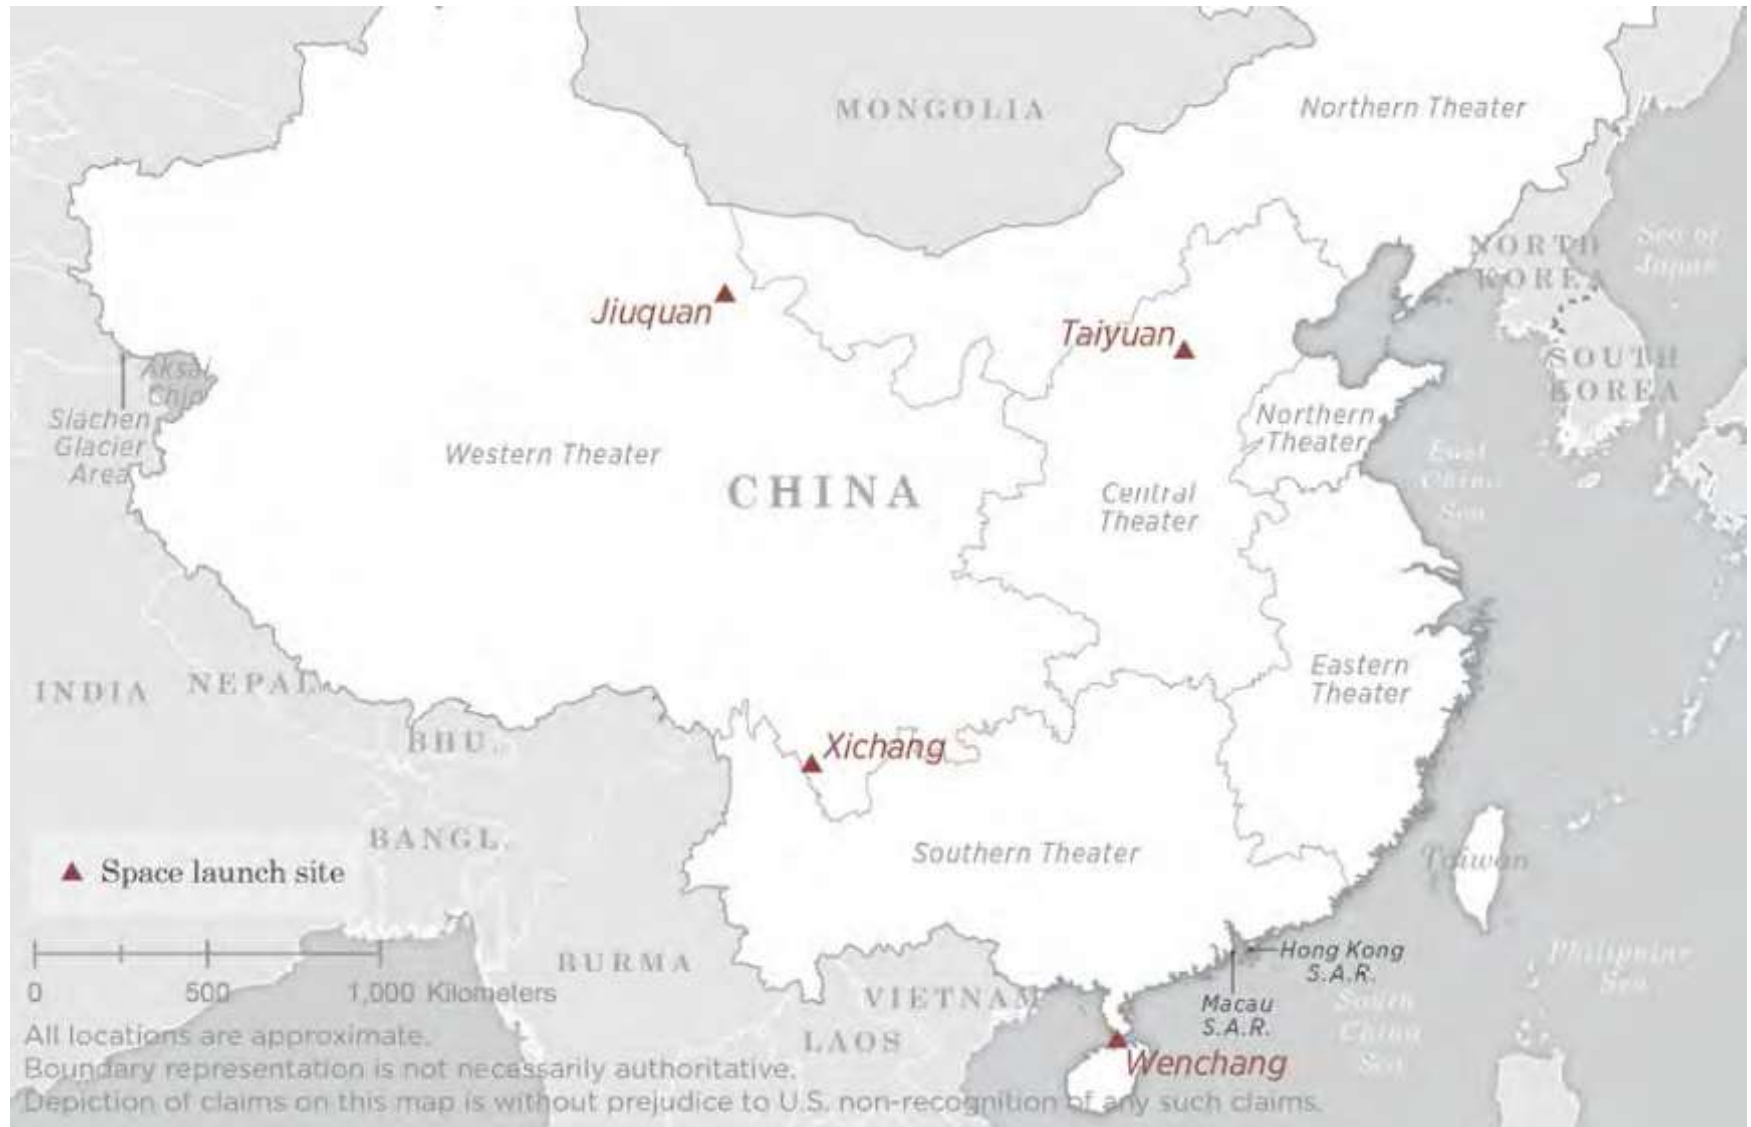 MONGOLIA
Northern Theater
NORTH
KOREA
Sea of
Japan
Jiuquan
Taiyuan
SOUTH
KOREA
Aksai
Chin
Siachen
Glacier
Area
Northern
Theater
Western Theater
CHINA
Central
Theater
East
China
Sea
INDIA
NEPAL
Eastern
Theater
BHU.
Xichang
BANGL.
Southern Theater
Taiwan
Space launch site
BURMA
VIETNAM
LAOS
Hong Kong
S.A.R.
Macau
S.A.R.
South
China
Sea
Philippine
Sea
Wenchang
0 500 1,000 Kilometers
All locations are approximate.
Boundary representation is not necessarily authoritative.
Depiction of claims on this map is without prejudice to U.S. non-recognition of any such claims.